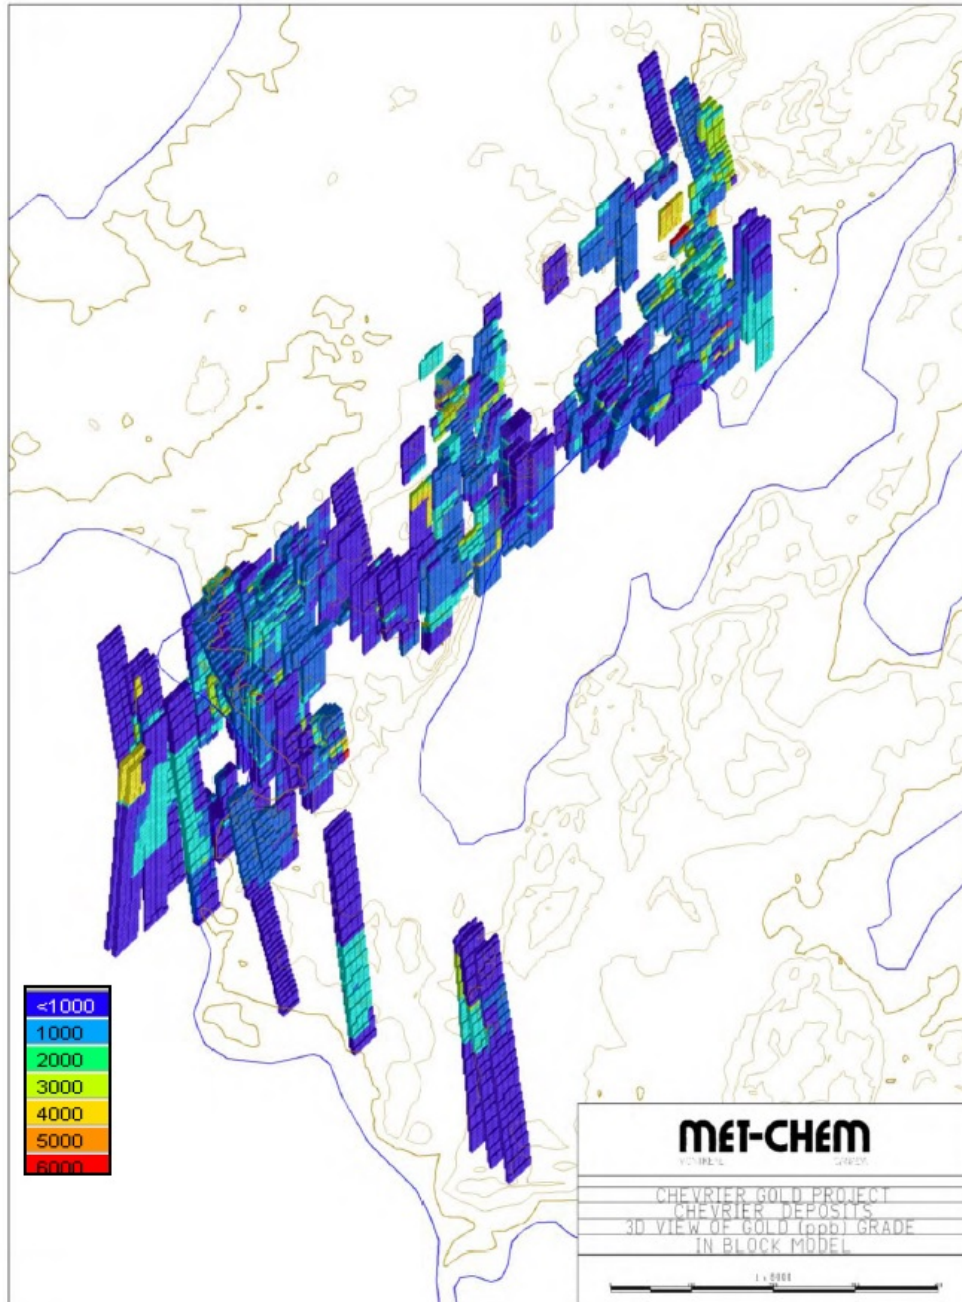 <1000
1000
2000
3000
4000
5000
6000
MET-CHEM
CHEVRIER GOLD PROJECT
CHEVRIER DEPOSITS
3D VIEW OF GOLD (ppb) GRADE
IN BLOCK MODEL